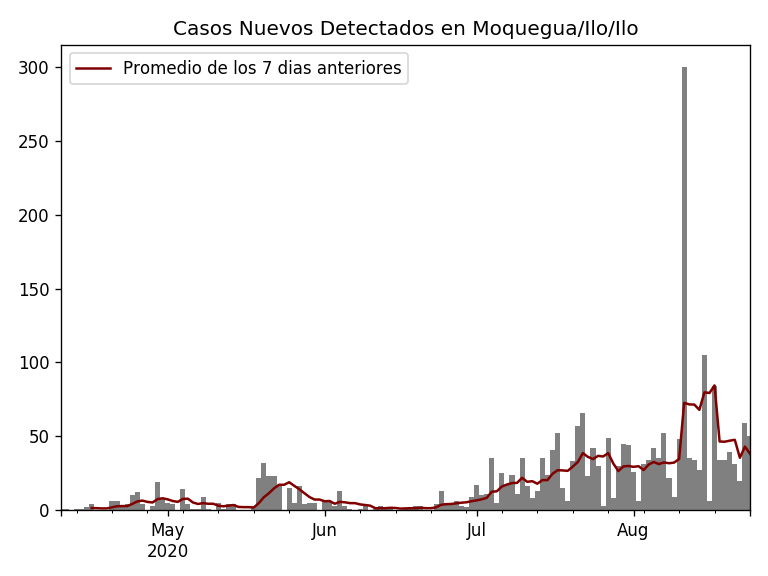 Casos Nuevos Detectados en Moquegua/Ilo/Ilo
Promedio de los 7 dias anteriores
300
250
200
150
100
50
0
May
2020
Jun
Jul
Aug